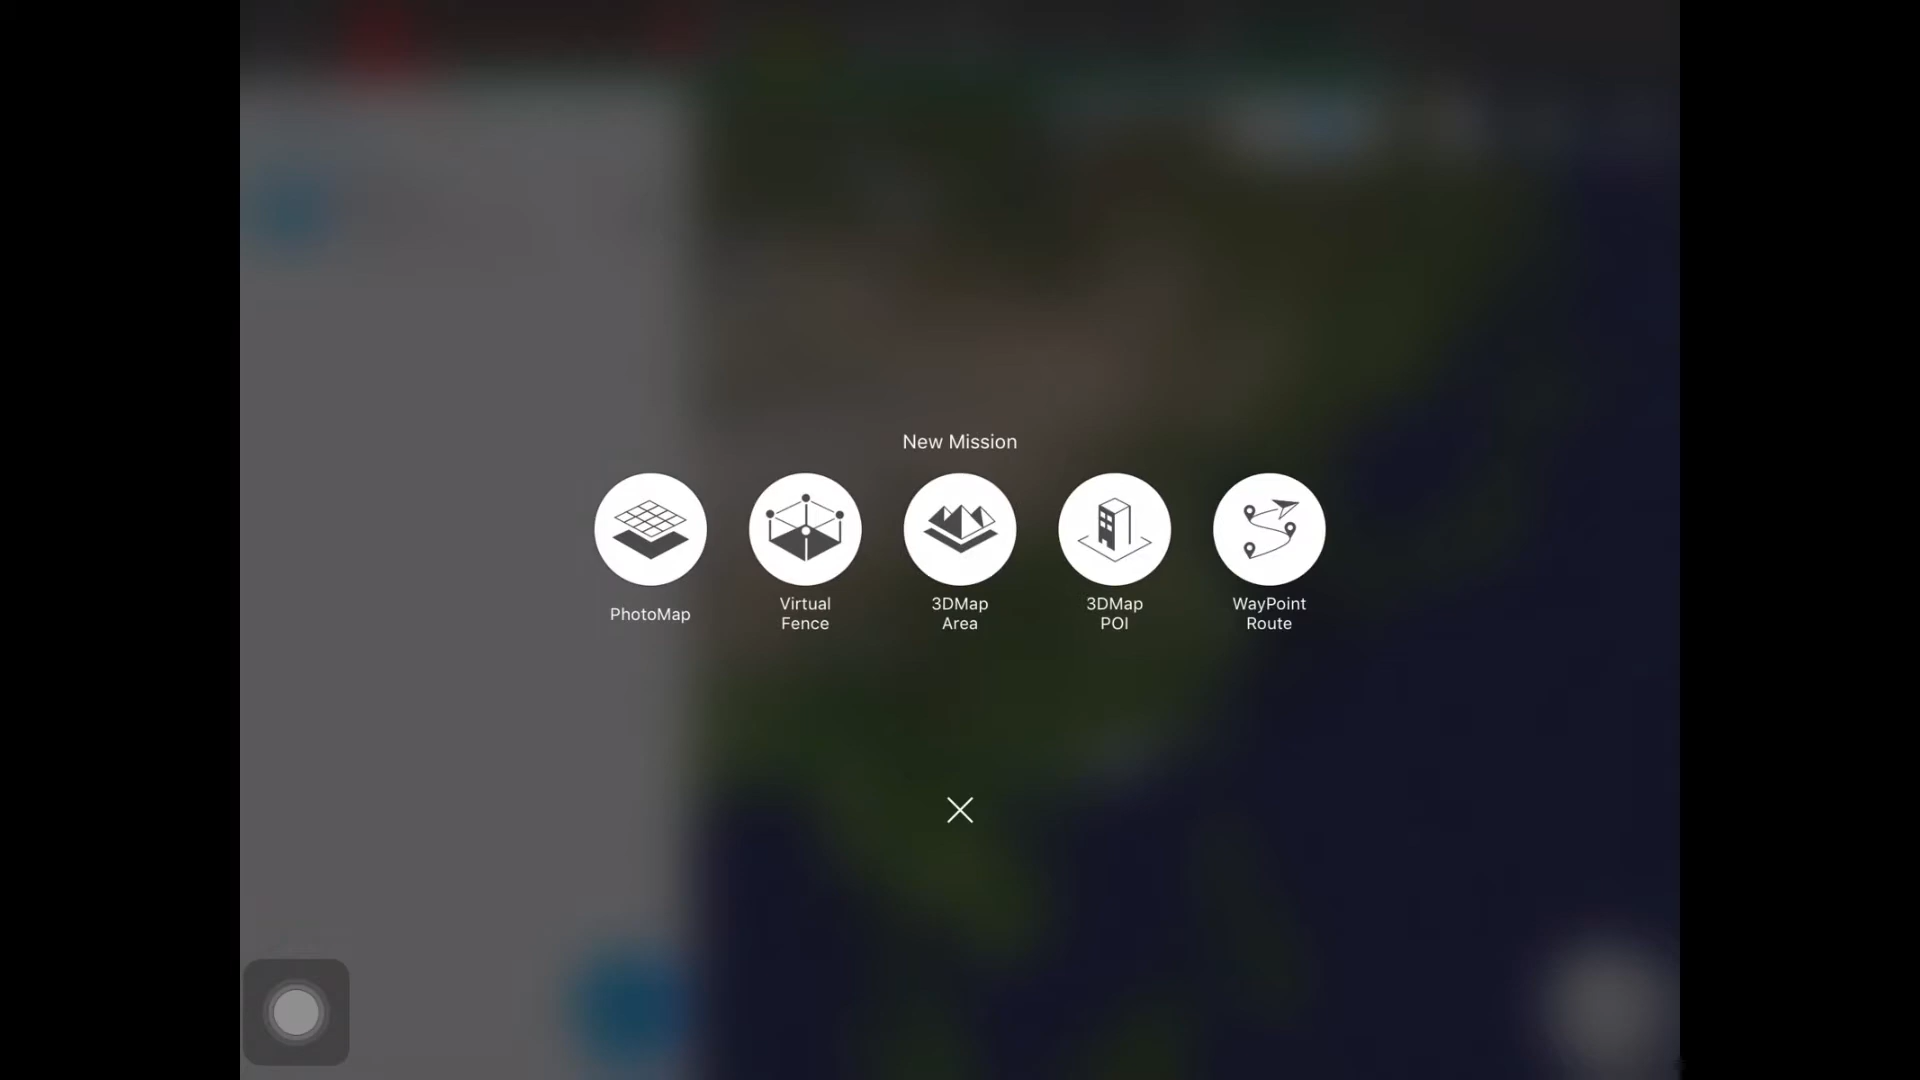 New Mission
PhotoMap
Virtual
Fence
3DMap
Area
3DMap
POI
WayPoint
Route